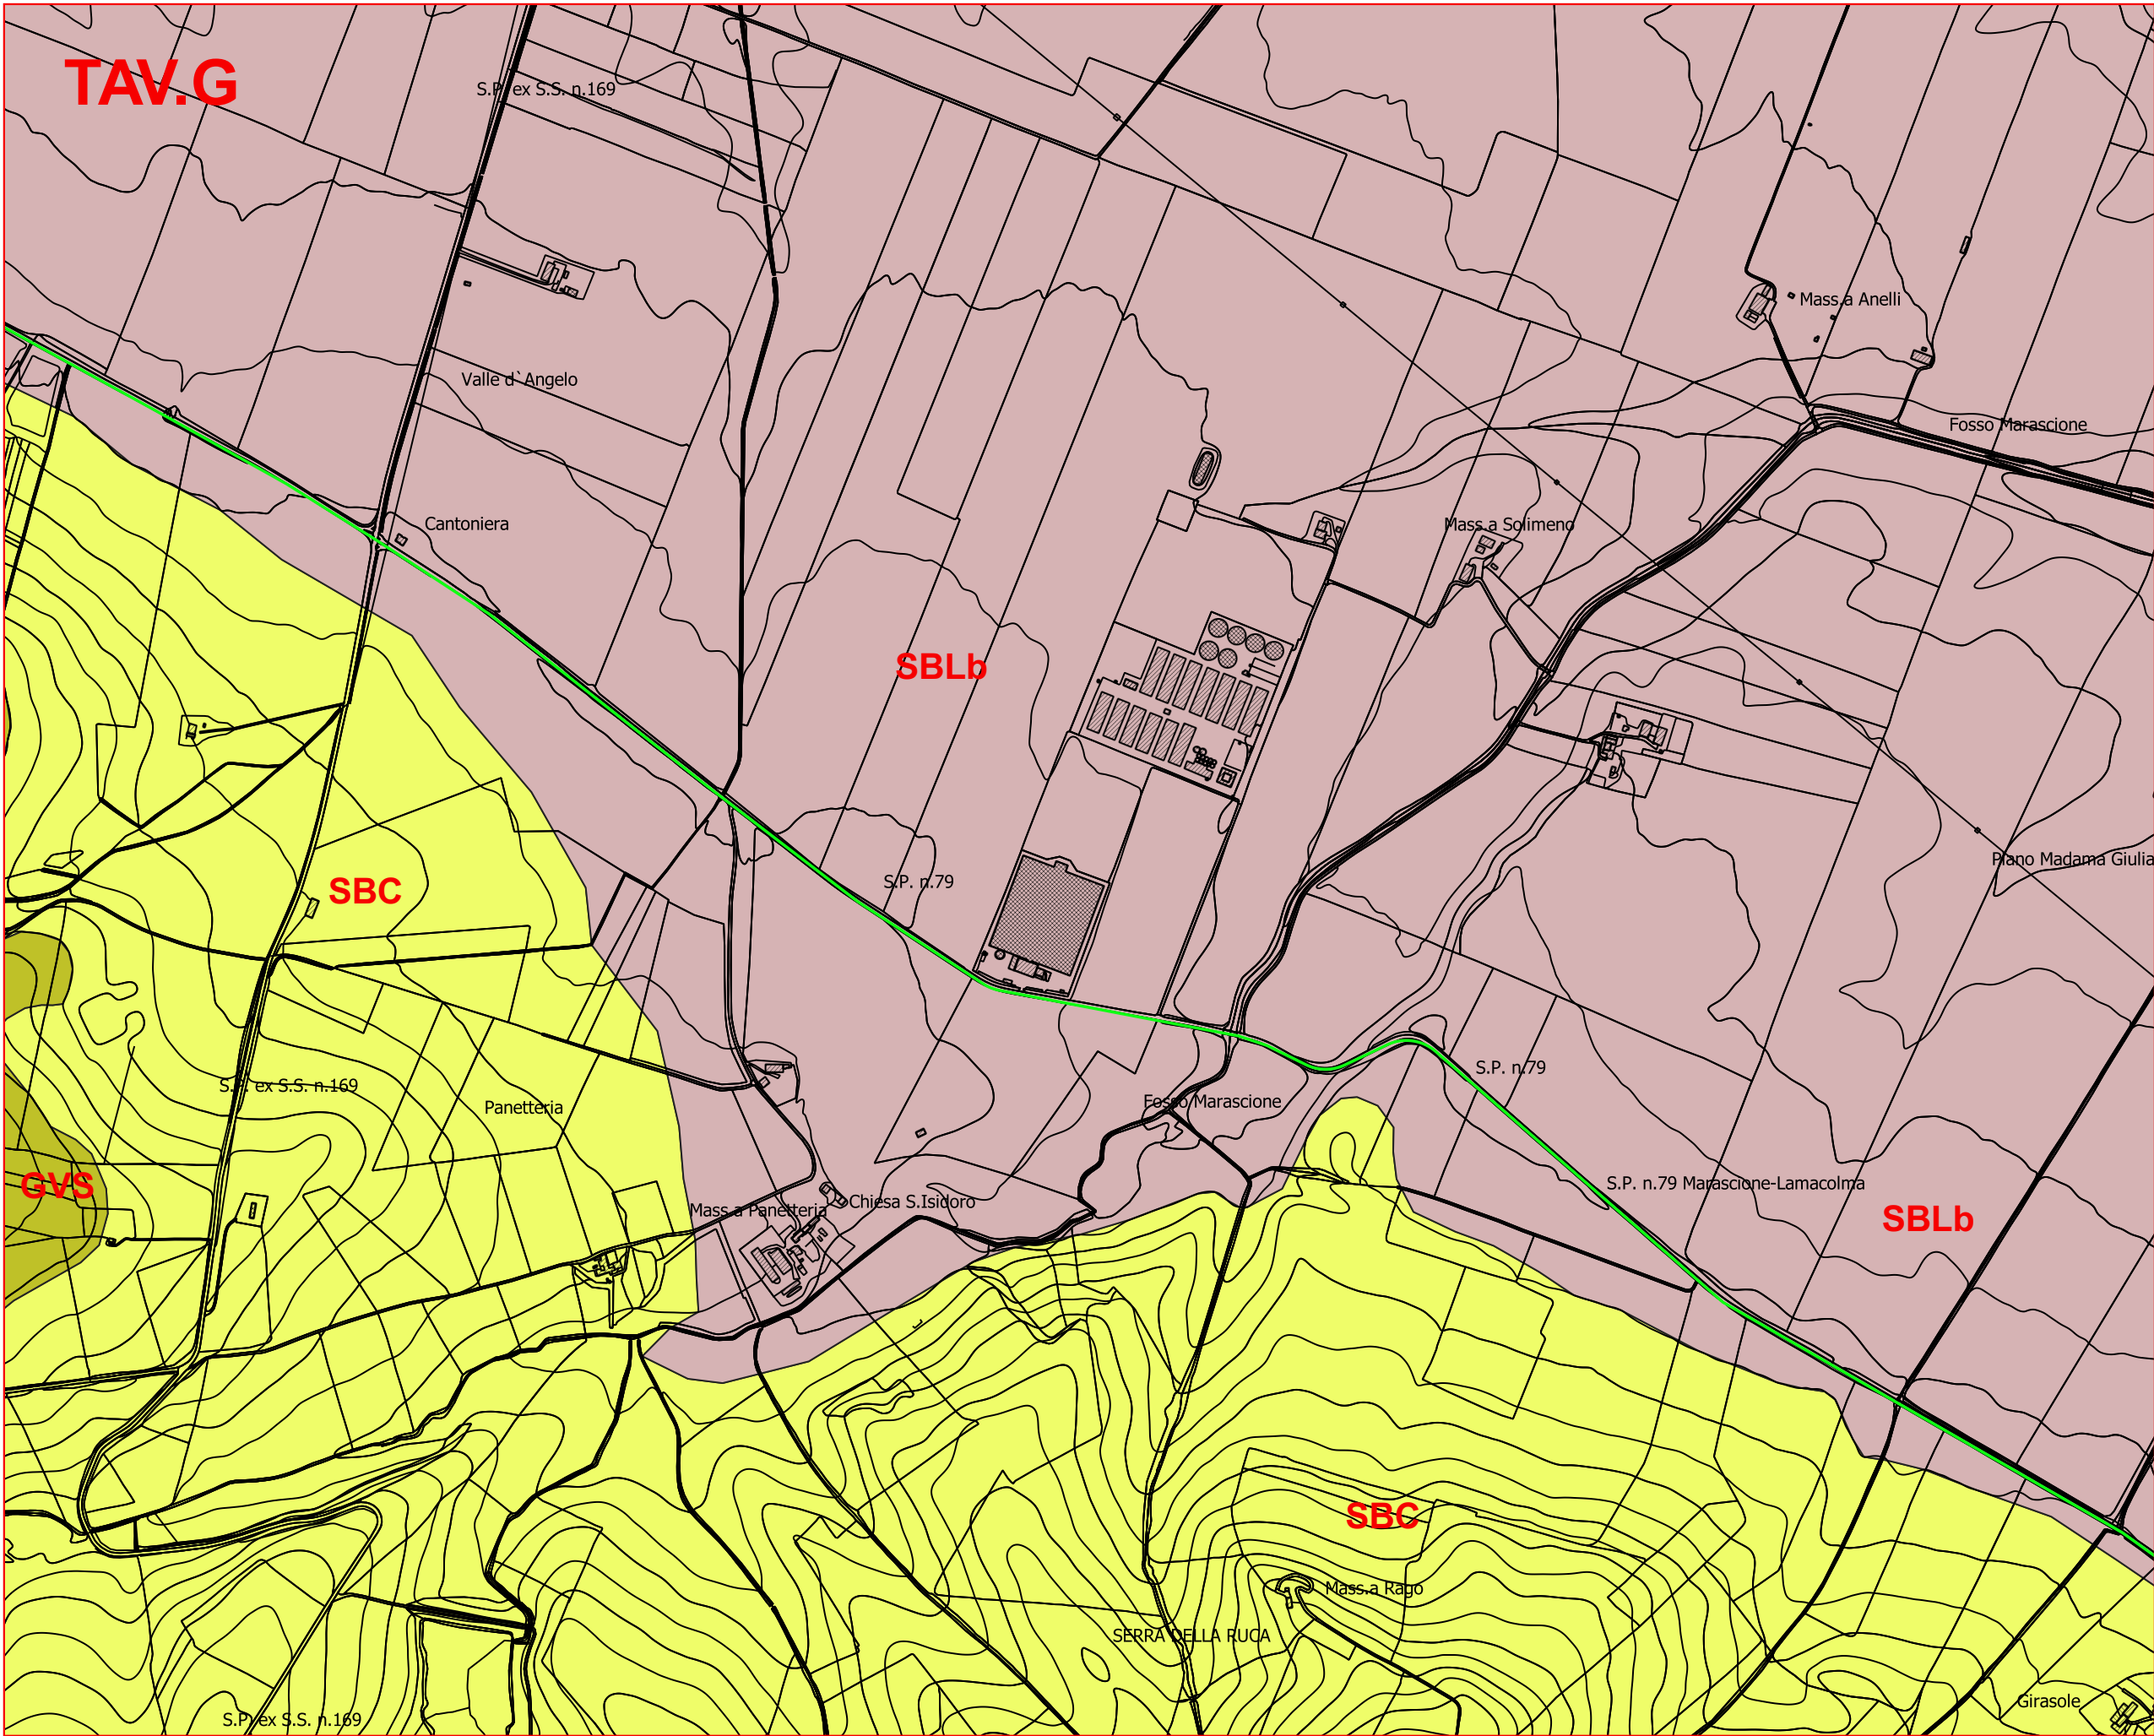 TAV.G
S.P. ex S.S. n.169
Mass.a Anelli
Valle d`Angelo
Fosso Marascione
Cantoniera
Mass.a Solimeno
SBLb
Piano Madama Giulia
S.P. n.79
SBC
S.P. n.79
S.P. ex S.S. n.169
Fosso Marascione
Panetteria
GVS
S.P. n.79 Marascione-Lamacolma
Chiesa S.Isidoro
Mass.a Panetteria
SBLb
SBC
Mass.a Rago
SERRA DELLA RUCA
Girasole
S.P. ex S.S. n.169